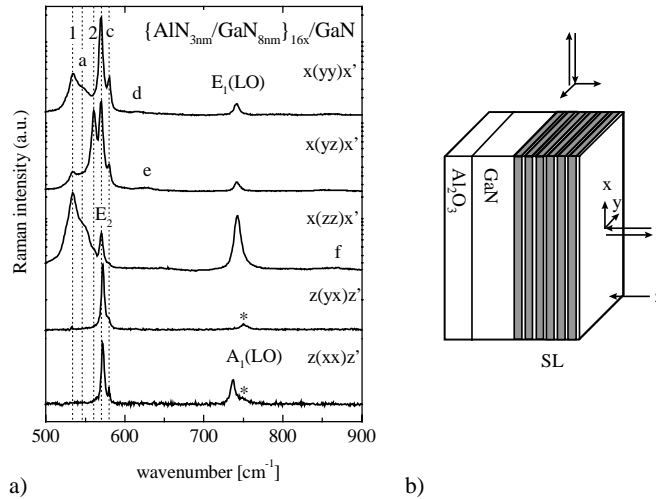 1 2 c {AlN3nm/GaN8nm}16x/GaN
a x(yy)x'
d E1(LO)
x(yz)x'
e
E2 x(zz)x'
f
z(yx)z'
*
A1(LO) z(xx)z'
*
500 600 700 800 900
wavenumber [cm-1]
Raman intensity (a.u.)
a)
Al2O3
GaN
x
y
SL
b)